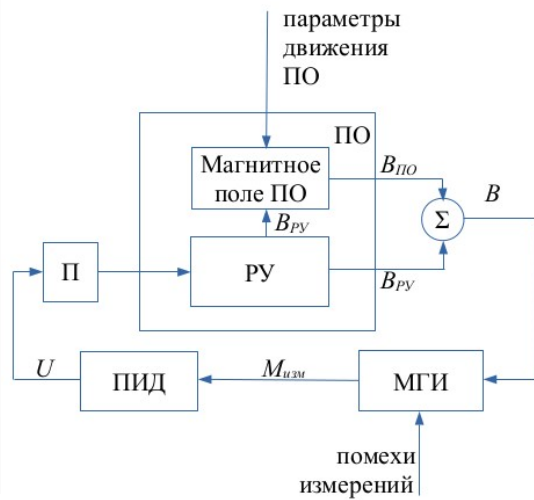 параметры
движения
ПО
ПО
Магнитное
поле ПО
B_ПО
B
Σ
B_РУ
П
РУ
B_РУ
U
ПИД
M_изм
МГИ
помехи
измерений